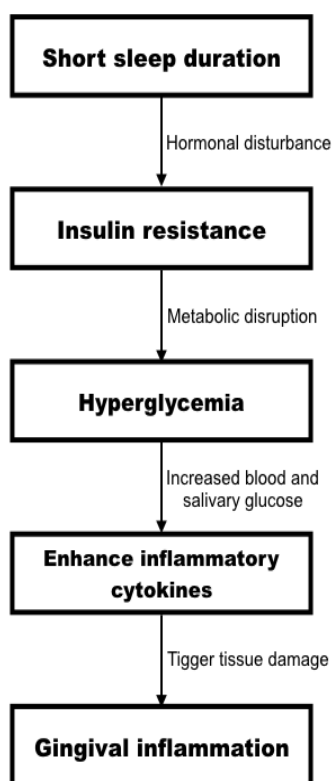 Short sleep duration
Hormonal disturbance
Insulin resistance
Metabolic disruption
Hyperglycemia
Increased blood and
salivary glucose
Enhance inflammatory
cytokines
Tigger tissue damage
Gingival inflammation